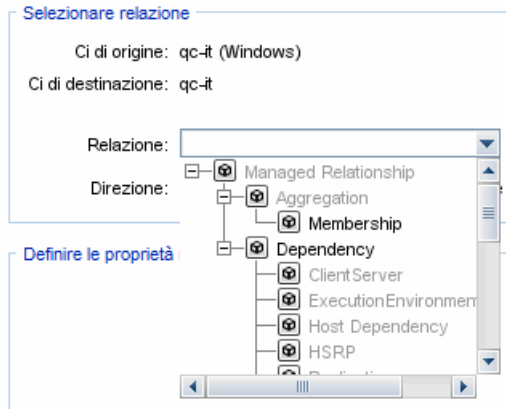 Selezionare relazione
Ci di origine: qc-it (Windows)
Ci di destinazione: qc-it
Relazione:
Managed Relationship
Direzione:
Aggregation
Membership
Definire le proprietà
Dependency
ClientServer
ExecutionEnvironmen
Host Dependency
HSRP